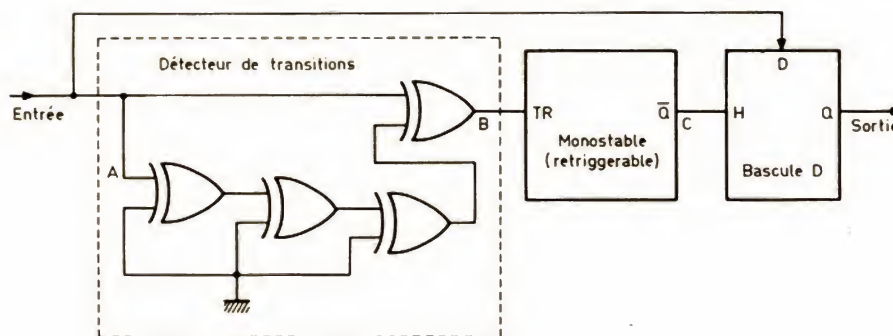 Détecteur de transitions
D
Entrée
B
TR
Q̅
C
H
Q
Sortie
A
Monostable
(retriggerable)
Bascule D